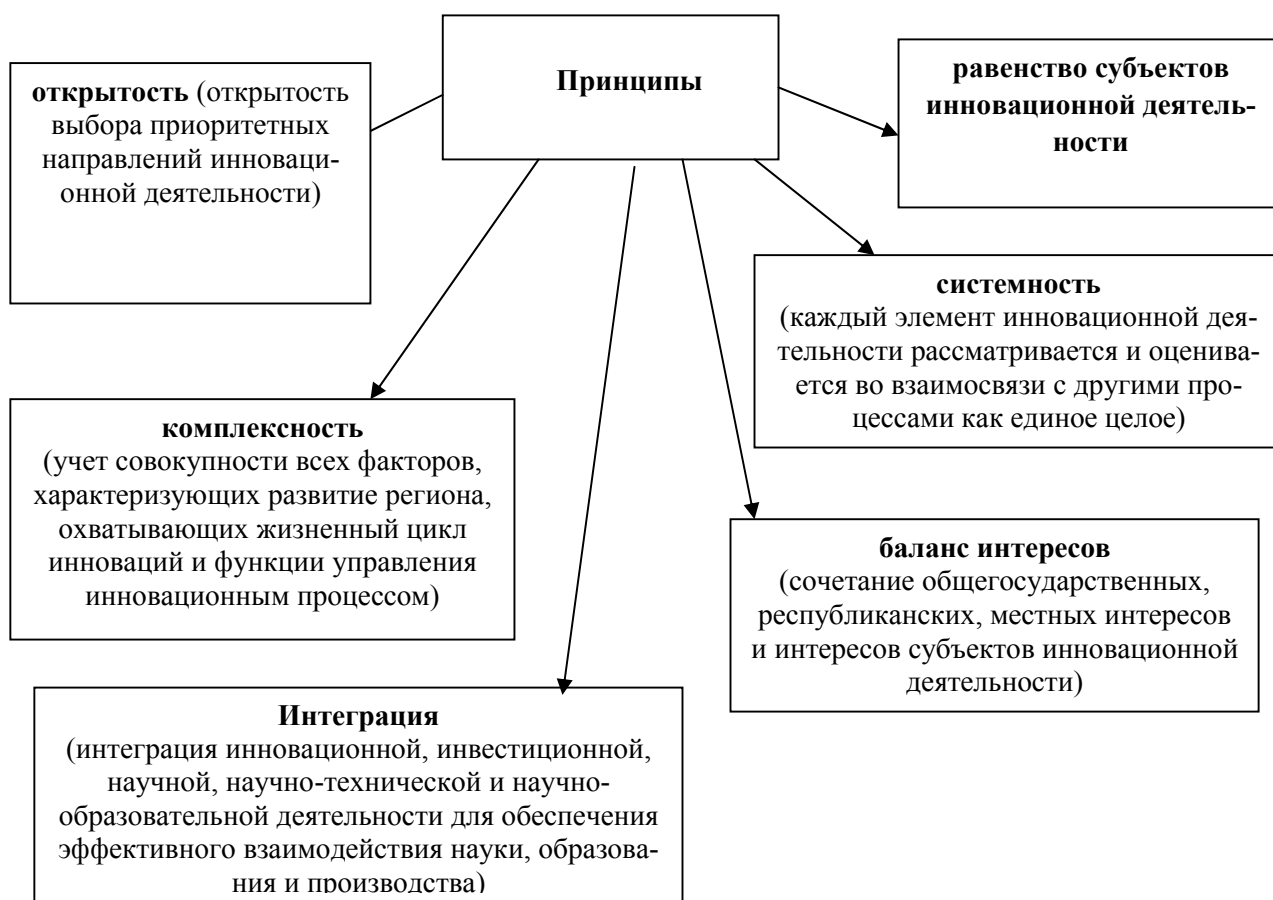 Принципы
открытость (открытость
выбора приоритетных
направлений инноваци-
онной деятельности)
равенство субъектов
инновационной деятель-
ности
системность
(каждый элемент инновационной дея-
тельности рассматривается и оценива-
ется во взаимосвязи с другими про-
цессами как единое целое)
комплексность
(учет совокупности всех факторов,
характеризующих развитие региона,
охватывающих жизненный цикл
инноваций и функции управления
инновационным процессом)
баланс интересов
(сочетание общегосударственных,
республиканских, местных интересов
и интересов субъектов инновационной
деятельности)
Интеграция
(интеграция инновационной, инвестиционной,
научной, научно-технической и научно-
образовательной деятельности для обеспечения
эффективного взаимодействия науки, образова-
ния и производства)